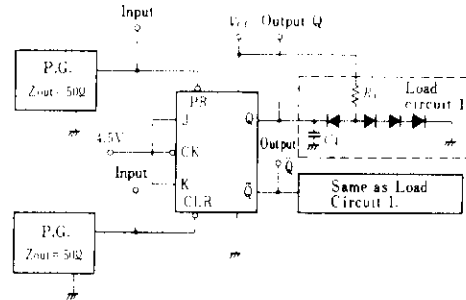 Input
Vcc
Output Q
P.G.
Zout = 50Ω
PR
Load
circuit 1
J
Q
4.5V
CK
Output
Q̄
Input
K
Q̄
CLR
Same as Load
Circuit 1.
P.G.
Zout = 50Ω